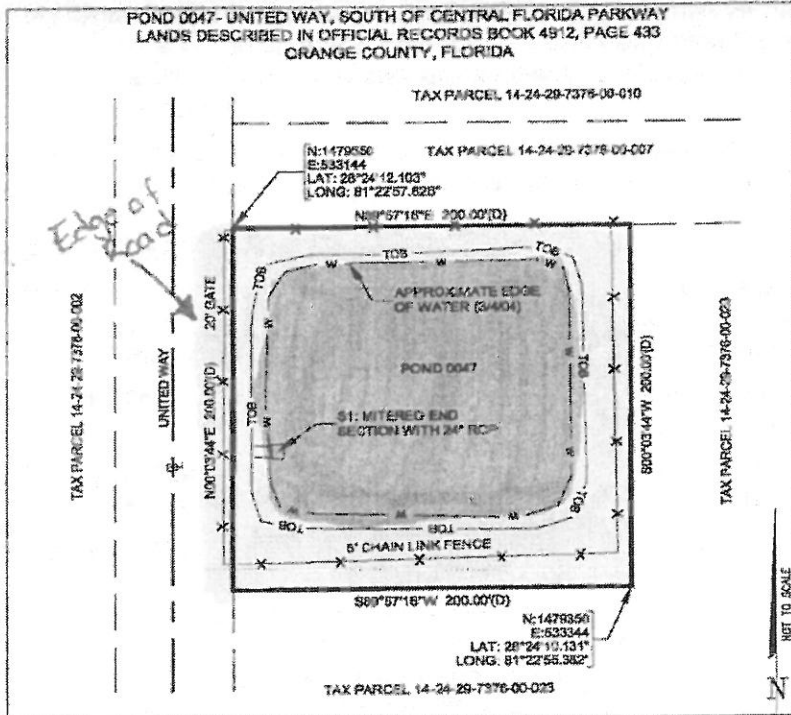 POND 0047- UNITED WAY, SOUTH OF CENTRAL FLORIDA PARKWAY
LANDS DESCRIBED IN OFFICIAL RECORDS BOOK 4912, PAGE 433
ORANGE COUNTY, FLORIDA
TAX PARCEL 14-24-29-7376-00-010
N:1479550
E:533144
LAT: 28°24'12.103"
LONG: 81°22'57.628"
TAX PARCEL 14-24-29-7376-00-007
N89°57'16"E 200.00'(D)
Edge of
Road
TOB
TOB
TOB
W
W
W
APPROXIMATE EDGE
OF WATER (3/4/04)
20' GATE
TAX PARCEL 14-24-29-7376-00-002
UNITED WAY
N00°03'44"E 200.00'(D)
TOB
W
W
POND 0047
W
W
TOB
S00°03'44"W 200.00'(D)
TAX PARCEL 14-24-29-7376-00-023
S1: MITERED END
SECTION WITH 24" RCP
W
W
W
W
TOB
TOB
TOB
6' CHAIN LINK FENCE
S89°57'16"W 200.00'(D)
N:1479350
E:533344
LAT: 28°24'10.131"
LONG: 81°22'55.382"
TAX PARCEL 14-24-29-7376-00-023
NOT TO SCALE
N